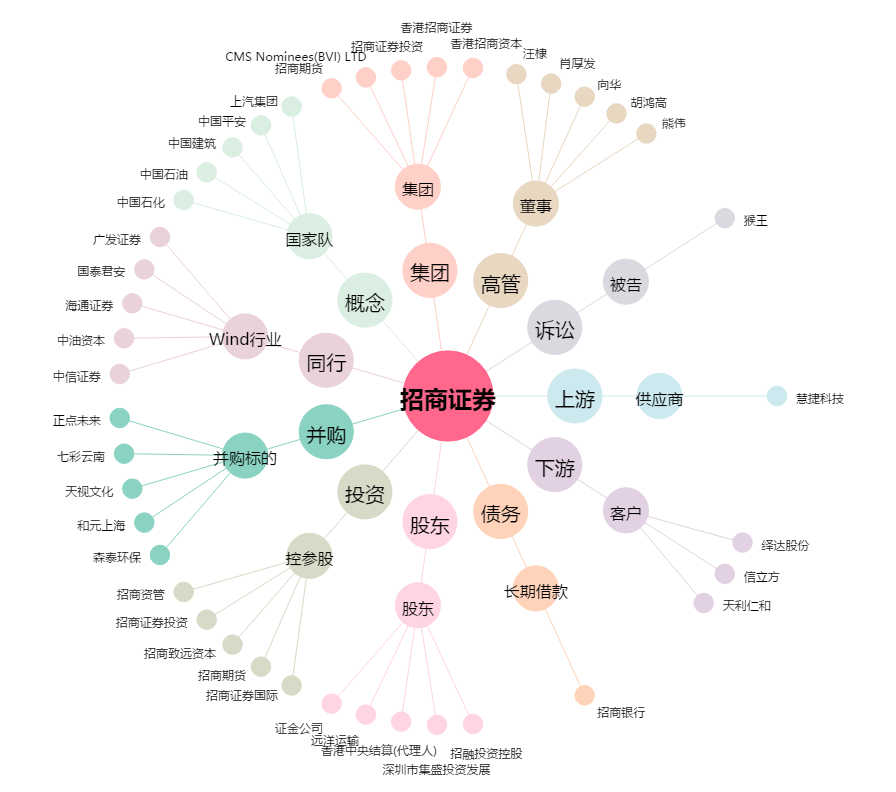 香港招商证券
香港招商资本
招商证券投资
CMS Nominees(BVI) LTD
招商期货
集团
集团
汪棣
肖厚发
向华
胡鸿高
熊伟
董事
高管
猴王
被告
诉讼
慧捷科技
供应商
上游
绎达股份
信立方
天利仁和
客户
下游
招商银行
长期借款
债务
招融投资控股
深圳市集盛投资发展
香港中央结算(代理人)
远洋运输
证金公司
股东
股东
招商证券国际
招商期货
招商致远资本
招商证券投资
招商资管
控参股
投资
森泰环保
和元上海
天视文化
七彩云南
正点未来
并购标的
并购
中信证券
中油资本
海通证券
国泰君安
广发证券
Wind行业
同行
中国石化
中国石油
中国建筑
中国平安
上汽集团
国家队
概念
招商证券